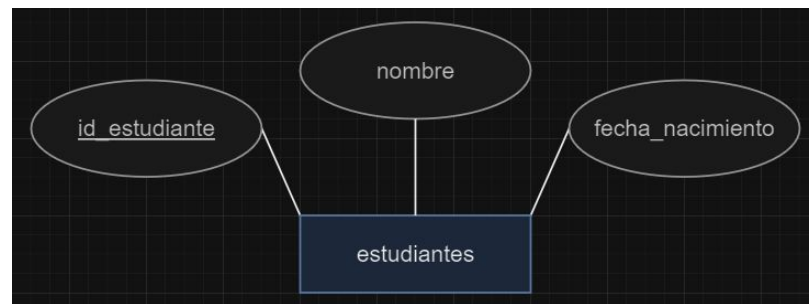 nombre
id_estudiante
fecha_nacimiento
estudiantes